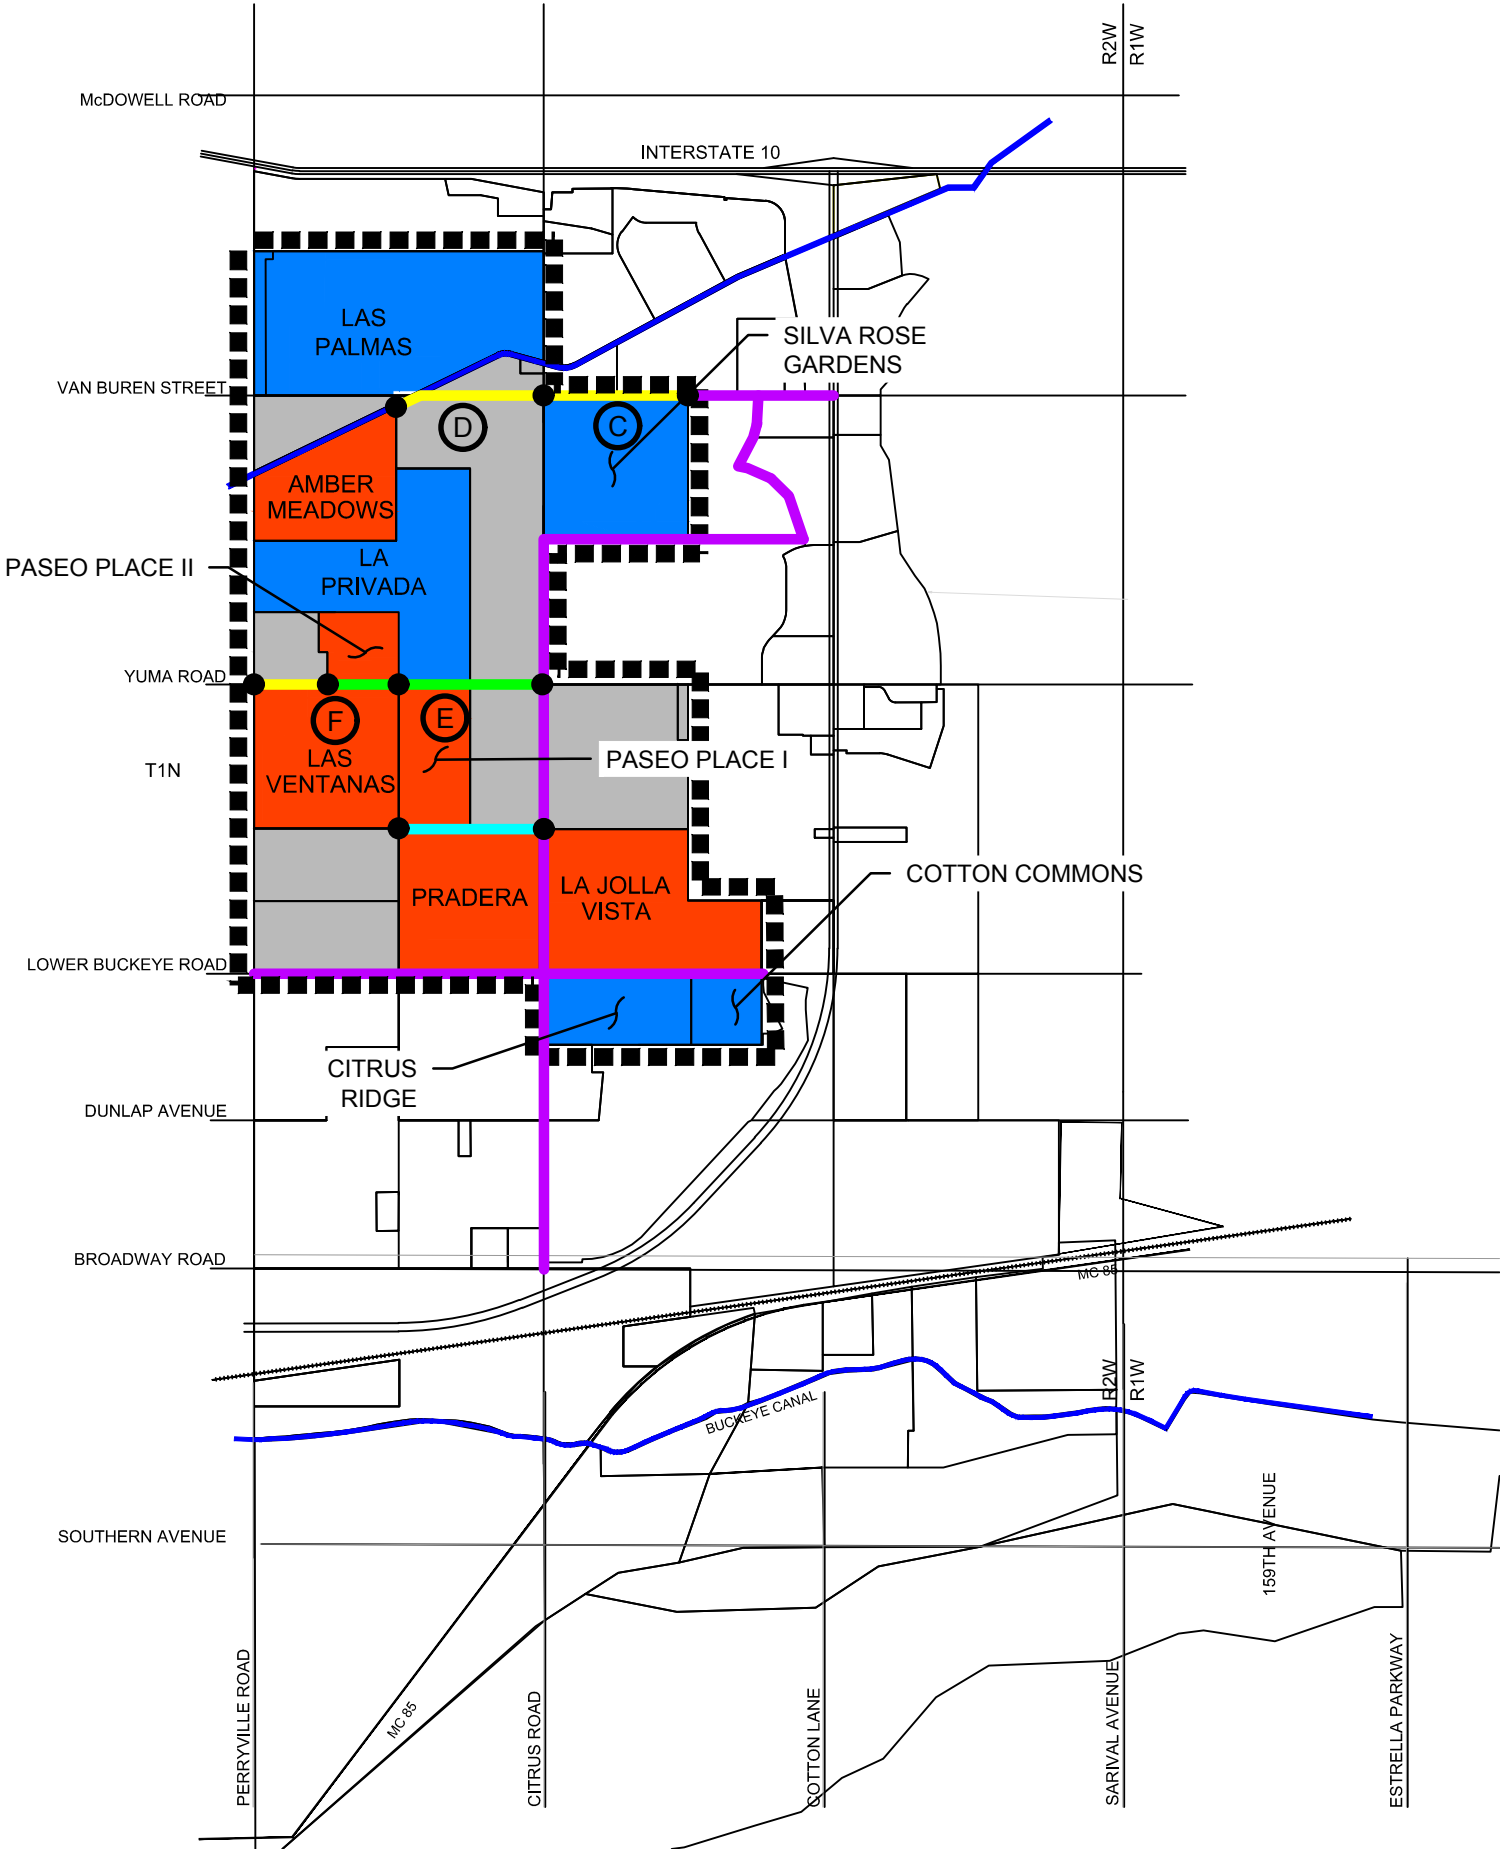 R2W
R1W
McDOWELL ROAD
INTERSTATE 10
LAS
PALMAS
SILVA ROSE
GARDENS
VAN BUREN STREET
D
C
AMBER
MEADOWS
PASEO PLACE II
LA
PRIVADA
YUMA ROAD
F
E
LAS
VENTANAS
PASEO PLACE I
T1N
COTTON COMMONS
PRADERA
LA JOLLA
VISTA
LOWER BUCKEYE ROAD
CITRUS
RIDGE
DUNLAP AVENUE
BROADWAY ROAD
MC 85
R2W
R1W
BUCKEYE CANAL
SOUTHERN AVENUE
159TH AVENUE
PERRYVILLE ROAD
MC 85
CITRUS ROAD
COTTON LANE
SARIVAL AVENUE
ESTRELLA PARKWAY